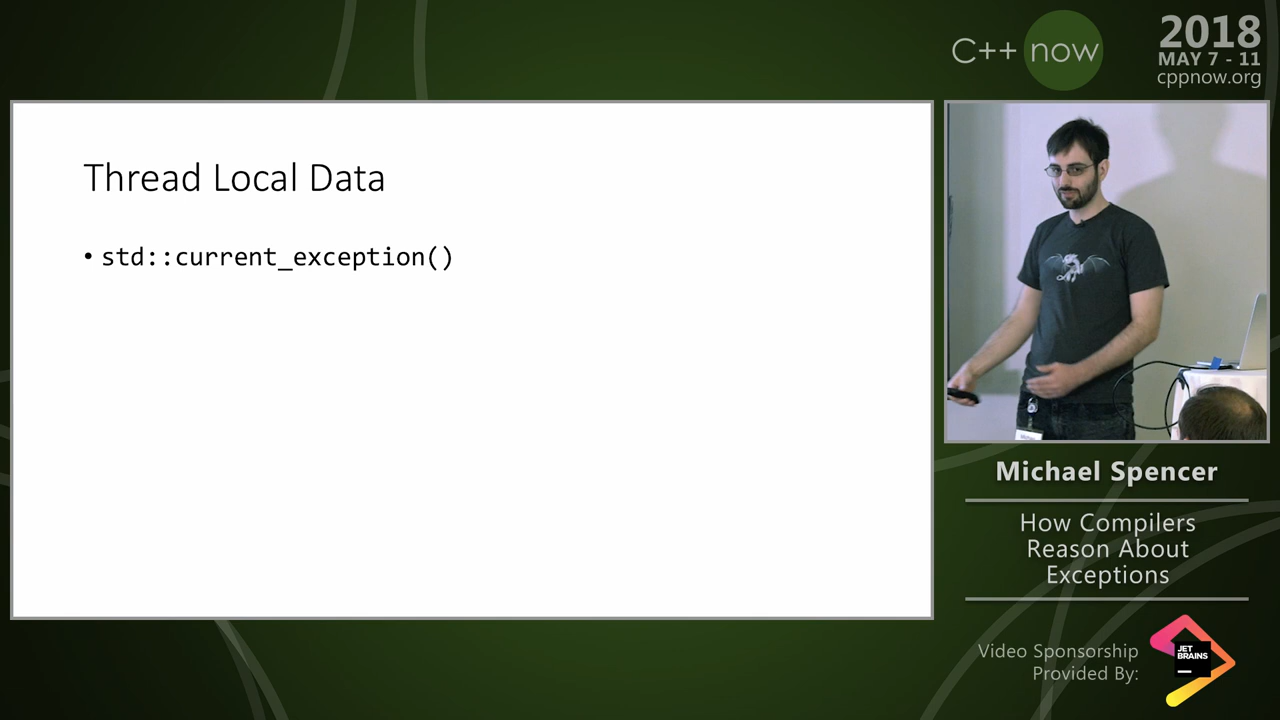 C++ now
2018
MAY 7 - 11
cppnow.org
Thread Local Data
• std::current_exception()
Michael Spencer
How Compilers
Reason About
Exceptions
Video Sponsorship
Provided By:
JET
BRAINS